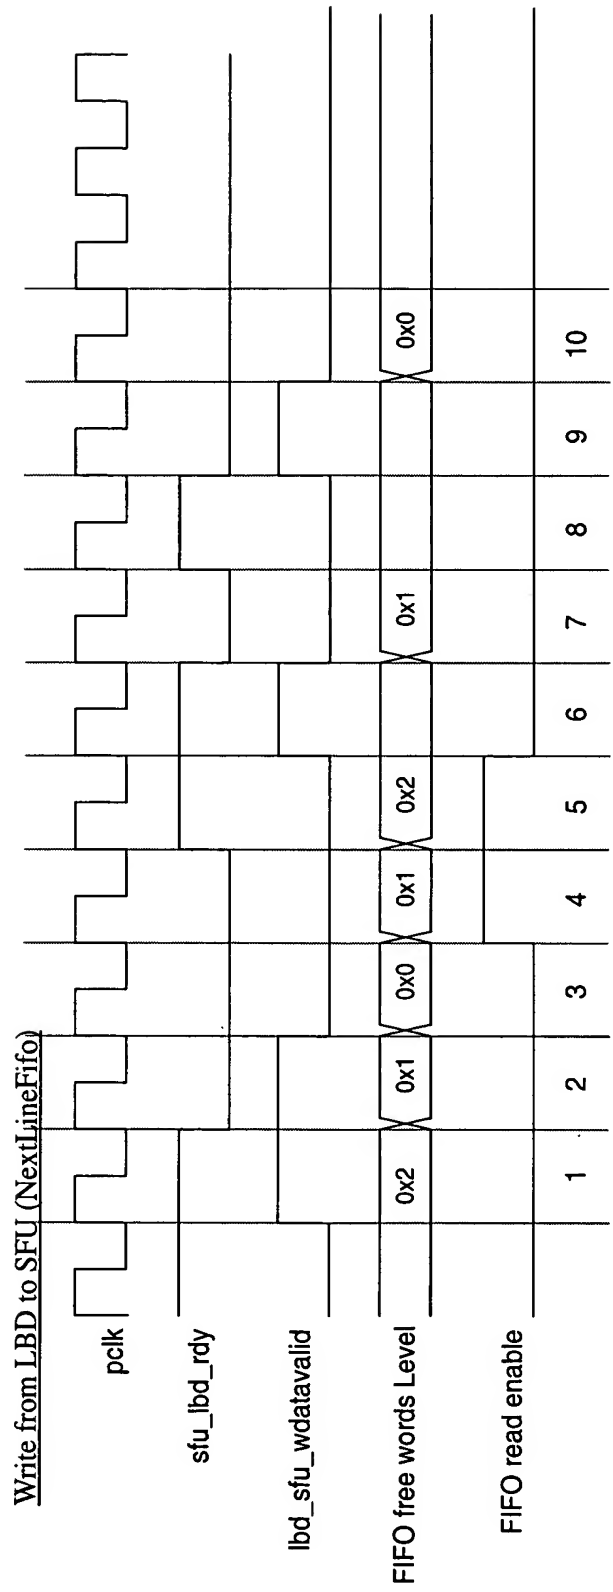 Write from LBD to SFU (NextLineFifo)
pclk
sfu_lbd_rdy
lbd_sfu_wdatavalid
FIFO free words Level
0x2 0x1 0x0 0x1 0x2 0x1 0x0
FIFO read enable
1 2 3 4 5 6 7 8 9 10